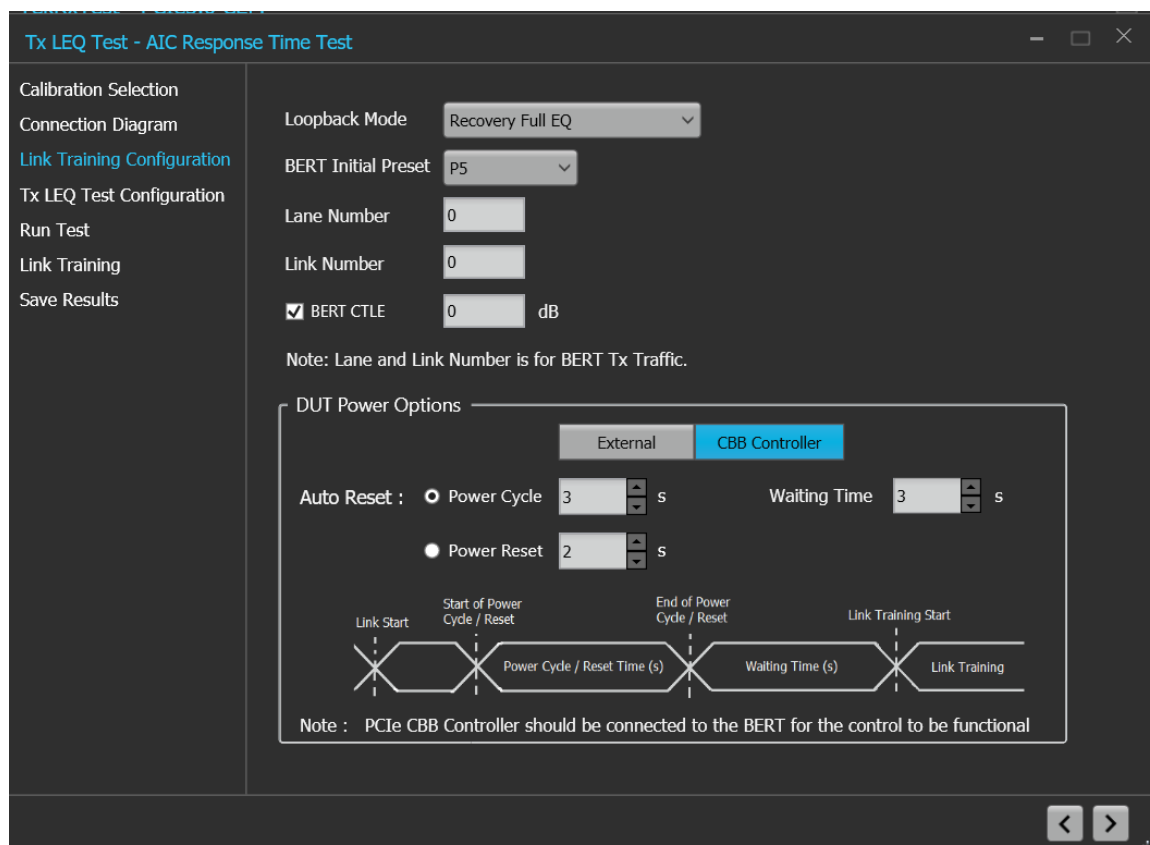 Tx LEQ Test - AIC Response Time Test
Calibration Selection
Connection Diagram
Link Training Configuration
Tx LEQ Test Configuration
Run Test
Link Training
Save Results
Loopback Mode Recovery Full EQ
BERT Initial Preset P5
Lane Number 0
Link Number 0
BERT CTLE 0 dB
Note: Lane and Link Number is for BERT Tx Traffic.
DUT Power Options
External CBB Controller
Auto Reset : Power Cycle 3 s Waiting Time 3 s
Power Reset 2 s
Link Start
Start of Power
Cycle / Reset
End of Power
Cycle / Reset
Link Training Start
Power Cycle / Reset Time (s) Waiting Time (s) Link Training
Note : PCIe CBB Controller should be connected to the BERT for the control to be functional